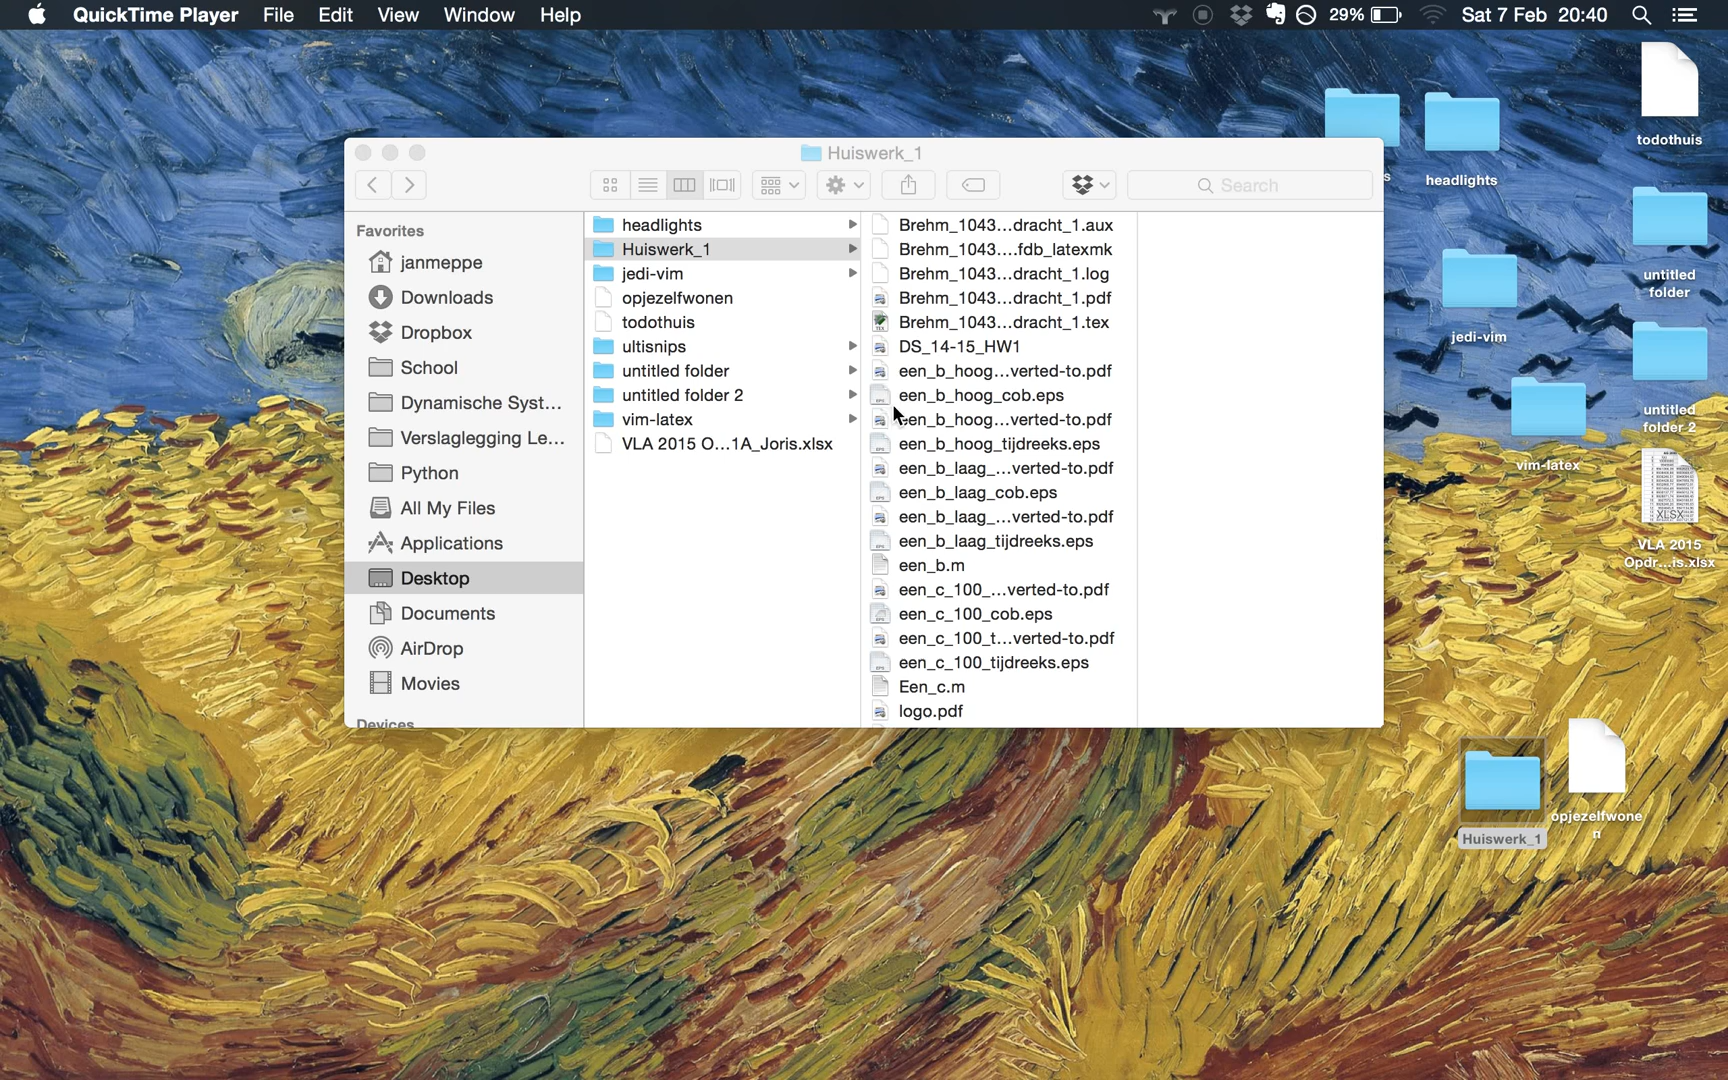 QuickTime Player File Edit View Window Help 29% Sat 7 Feb 20:40
Huiswerk_1
Search
Favorites
janmeppe
Downloads
Dropbox
School
Dynamische Syst...
Verslaglegging Le...
Python
All My Files
Applications
Desktop
Documents
AirDrop
Movies
Devices
headlights
Huiswerk_1
jedi-vim
opjezelfwonen
todothuis
ultisnips
untitled folder
untitled folder 2
vim-latex
VLA 2015 O...1A_Joris.xlsx
Brehm_1043...dracht_1.aux
Brehm_1043....fdb_latexmk
Brehm_1043...dracht_1.log
Brehm_1043...dracht_1.pdf
Brehm_1043...dracht_1.tex
DS_14-15_HW1
een_b_hoog...verted-to.pdf
een_b_hoog_cob.eps
een_b_hoog...verted-to.pdf
een_b_hoog_tijdreeks.eps
een_b_laag_...verted-to.pdf
een_b_laag_cob.eps
een_b_laag_...verted-to.pdf
een_b_laag_tijdreeks.eps
een_b.m
een_c_100_...verted-to.pdf
een_c_100_cob.eps
een_c_100_t...verted-to.pdf
een_c_100_tijdreeks.eps
Een_c.m
logo.pdf
todothuis
s
headlights
untitled
folder
jedi-vim
untitled
folder 2
vim-latex
XLSX
VLA 2015
Opdr...is.xlsx
Huiswerk_1
opjezelfwone
n